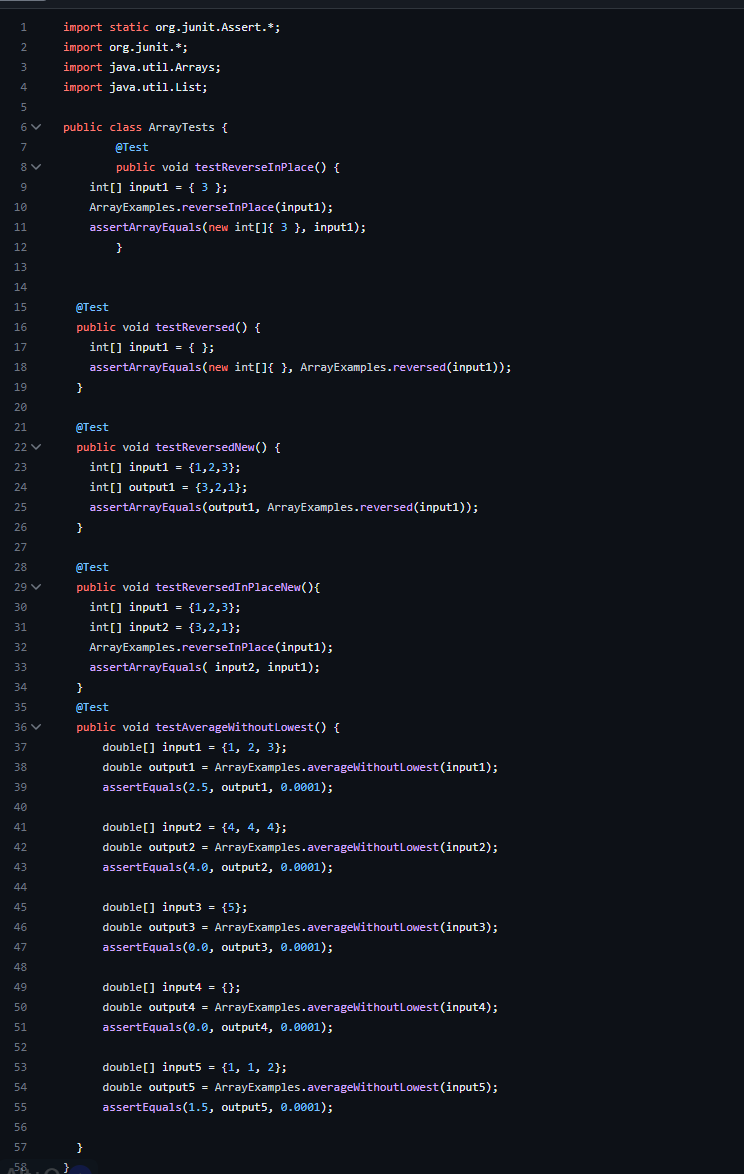 1 import static org.junit.Assert.*;
2 import org.junit.*;
3 import java.util.Arrays;
4 import java.util.List;
5
6 public class ArrayTests {
7 @Test
8 public void testReverseInPlace() {
9 int[] input1 = { 3 };
10 ArrayExamples.reverseInPlace(input1);
11 assertArrayEquals(new int[]{ 3 }, input1);
12 }
13
14
15 @Test
16 public void testReversed() {
17 int[] input1 = { };
18 assertArrayEquals(new int[]{ }, ArrayExamples.reversed(input1));
19 }
20
21 @Test
22 public void testReversedNew() {
23 int[] input1 = {1,2,3};
24 int[] output1 = {3,2,1};
25 assertArrayEquals(output1, ArrayExamples.reversed(input1));
26 }
27
28 @Test
29 public void testReversedInPlaceNew(){
30 int[] input1 = {1,2,3};
31 int[] input2 = {3,2,1};
32 ArrayExamples.reverseInPlace(input1);
33 assertArrayEquals( input2, input1);
34 }
35 @Test
36 public void testAverageWithoutLowest() {
37 double[] input1 = {1, 2, 3};
38 double output1 = ArrayExamples.averageWithoutLowest(input1);
39 assertEquals(2.5, output1, 0.0001);
40
41 double[] input2 = {4, 4, 4};
42 double output2 = ArrayExamples.averageWithoutLowest(input2);
43 assertEquals(4.0, output2, 0.0001);
44
45 double[] input3 = {5};
46 double output3 = ArrayExamples.averageWithoutLowest(input3);
47 assertEquals(0.0, output3, 0.0001);
48
49 double[] input4 = {};
50 double output4 = ArrayExamples.averageWithoutLowest(input4);
51 assertEquals(0.0, output4, 0.0001);
52
53 double[] input5 = {1, 1, 2};
54 double output5 = ArrayExamples.averageWithoutLowest(input5);
55 assertEquals(1.5, output5, 0.0001);
56
57 }
58 }